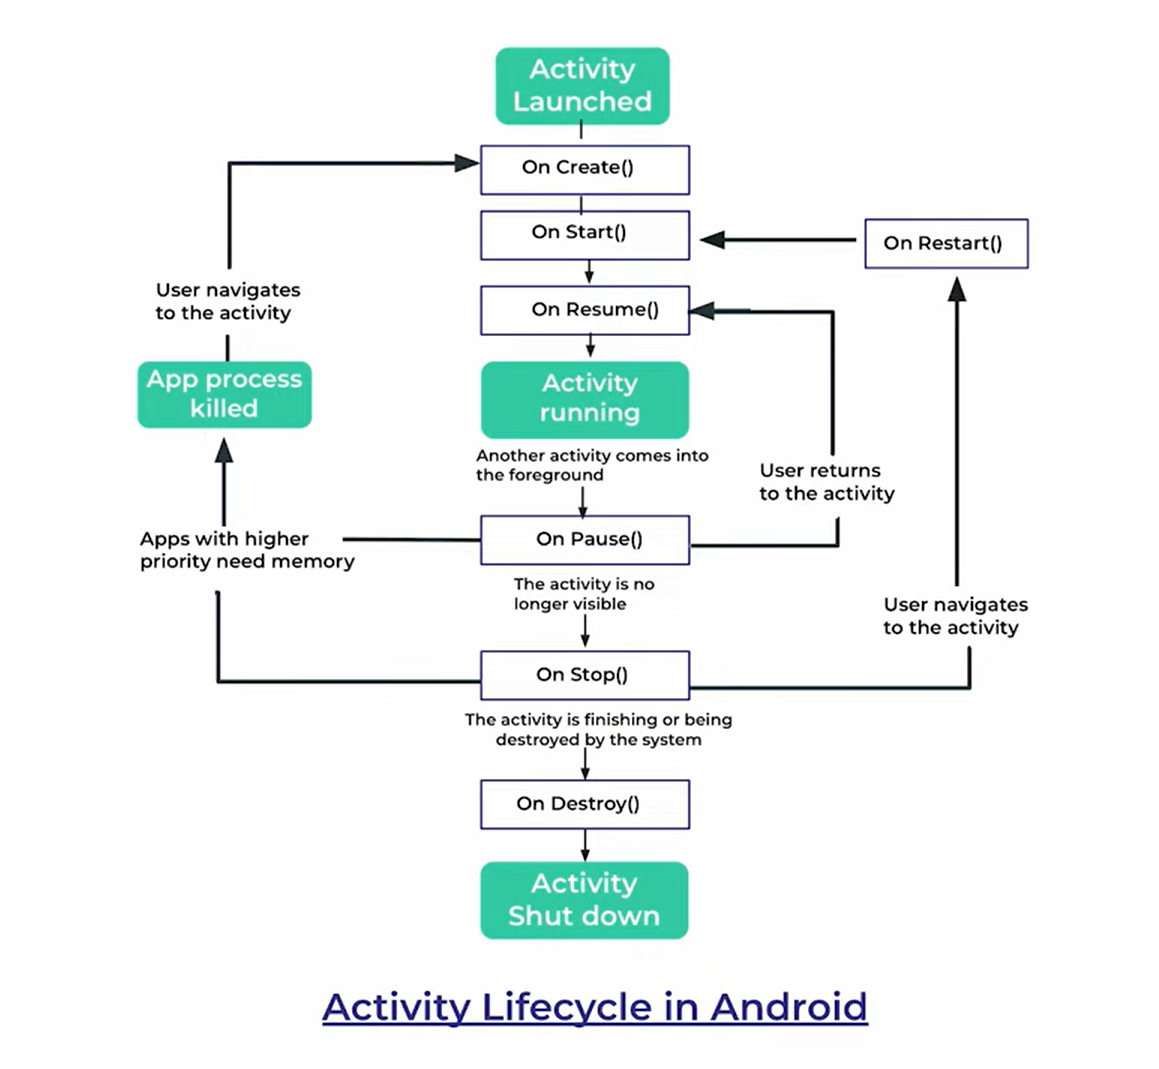 Activity
Launched
On Create()
On Start()
On Restart()
User navigates
to the activity
On Resume()
App process
killed
Activity
running
Another activity comes into
the foreground
User returns
to the activity
Apps with higher
priority need memory
On Pause()
The activity is no
longer visible
User navigates
to the activity
On Stop()
The activity is finishing or being
destroyed by the system
On Destroy()
Activity
Shut down
Activity Lifecycle in Android